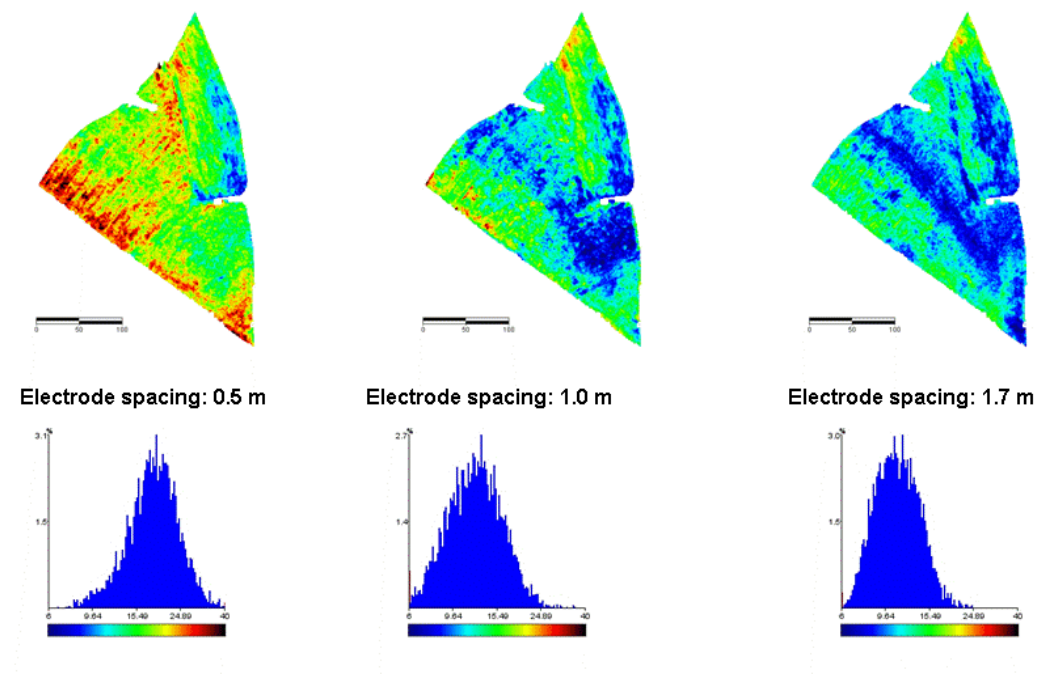 0 50 100
0 50 100
0 50 100
Electrode spacing: 0.5 m
Electrode spacing: 1.0 m
Electrode spacing: 1.7 m
3.1 %
1.5
6 9.64 15.49 24.89 40
2.7 %
1.4
6 9.64 15.49 24.89 40
3.0 %
1.5
6 9.64 15.49 24.89 40